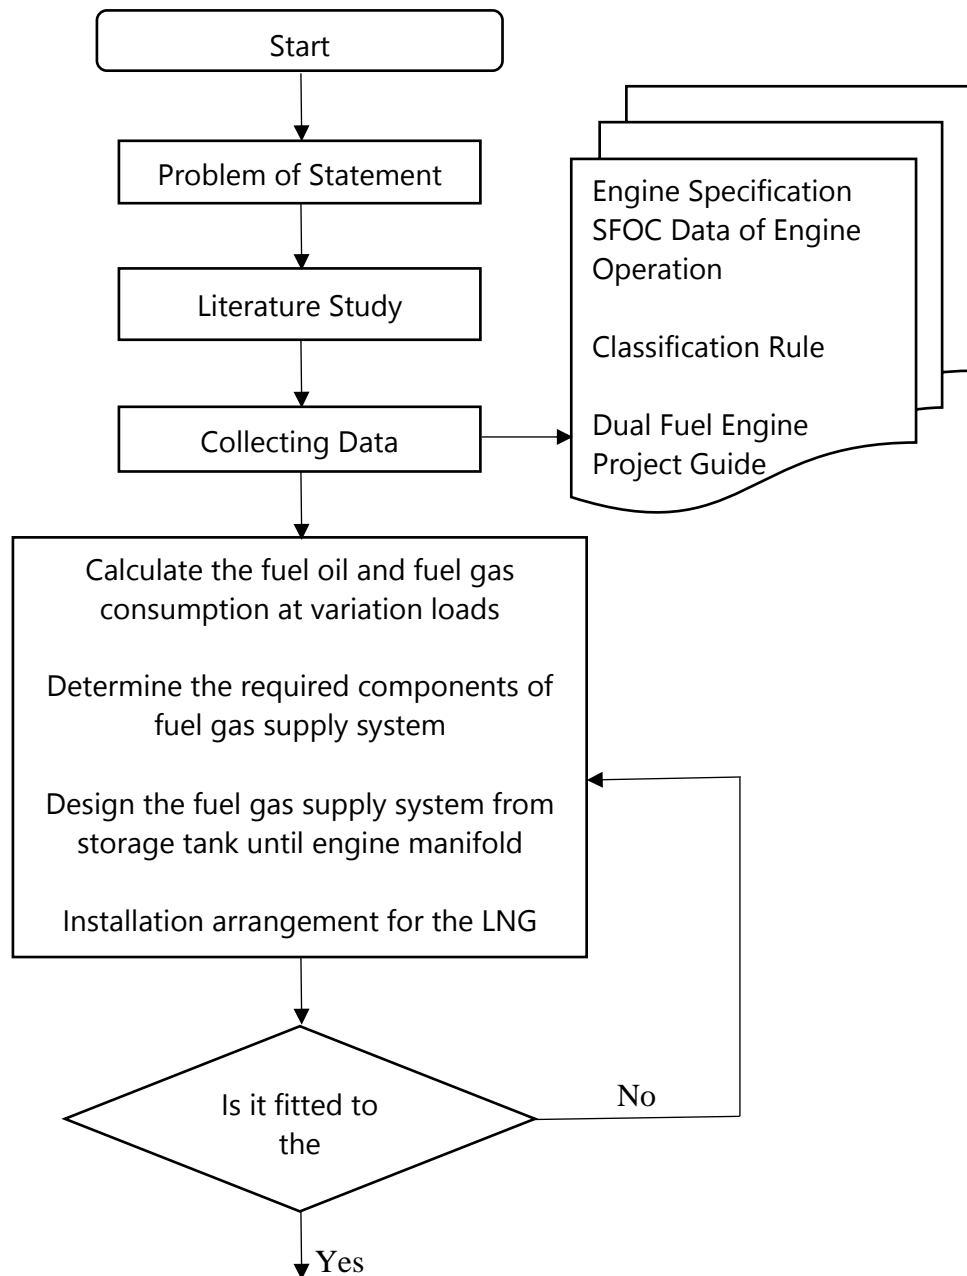 Start
Problem of Statement
Literature Study
Collecting Data
Engine Specification
SFOC Data of Engine
Operation
Classification Rule
Dual Fuel Engine
Project Guide
Calculate the fuel oil and fuel gas
consumption at variation loads
Determine the required components of
fuel gas supply system
Design the fuel gas supply system from
storage tank until engine manifold
Installation arrangement for the LNG
Is it fitted to
the
No
Yes